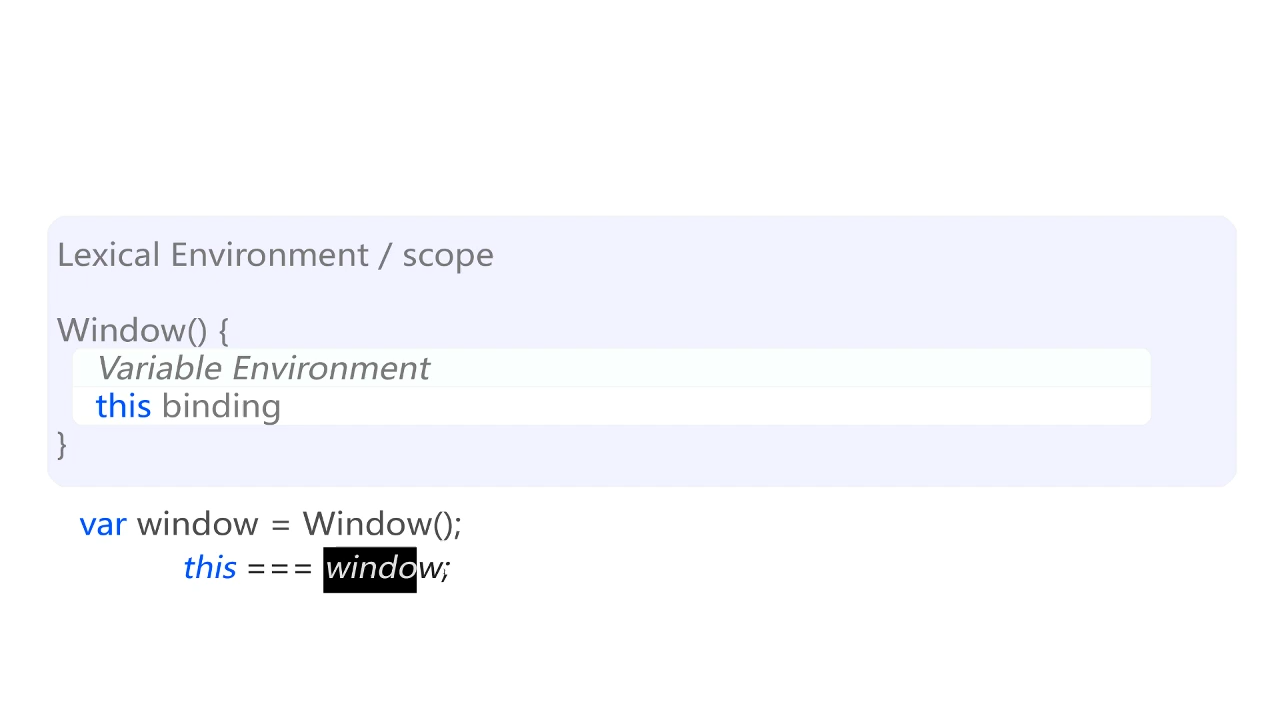 Lexical Environment / scope
Window() {
Variable Environment
this binding
}
var window = Window();
this === window;